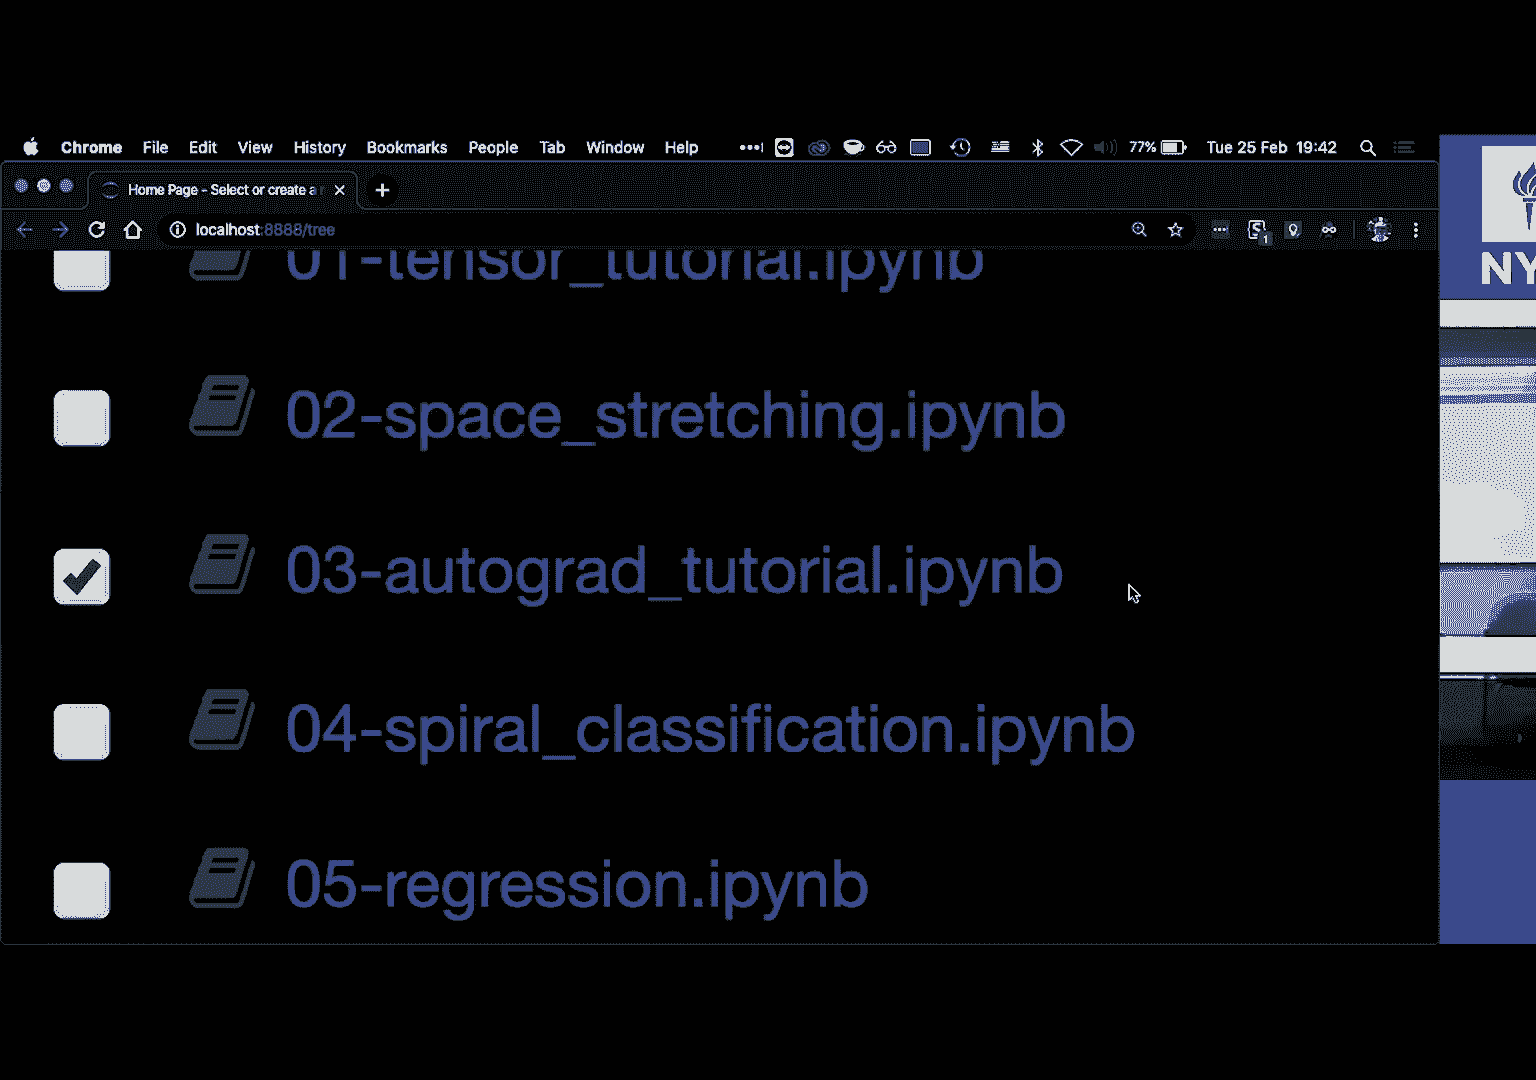 Chrome File Edit View History Bookmarks People Tab Window Help 77% Tue 25 Feb 19:42
Home Page - Select or create a
localhost:8888/tree
1
NY
01-tensor_tutorial.ipynb
02-space_stretching.ipynb
03-autograd_tutorial.ipynb
04-spiral_classification.ipynb
05-regression.ipynb